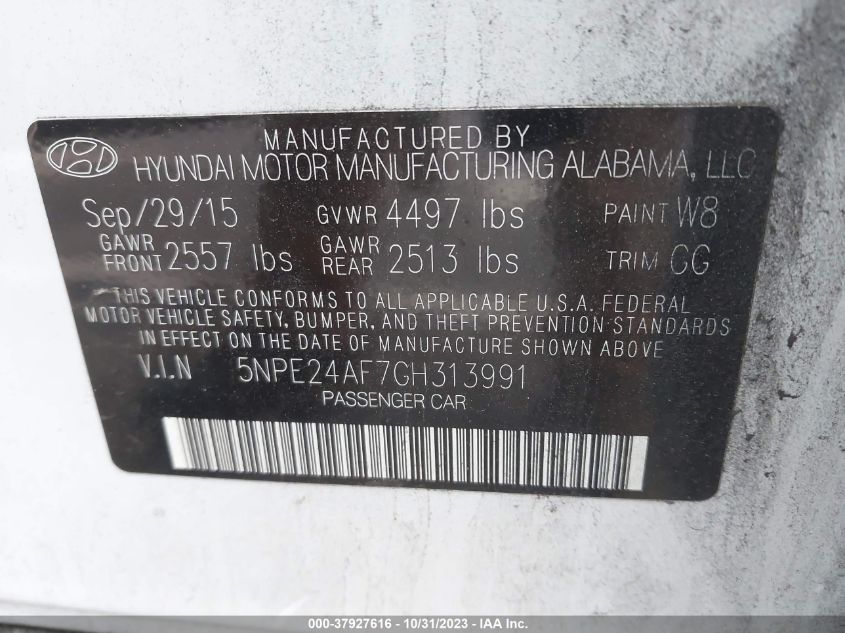 MANUFACTURED BY
HYUNDAI MOTOR MANUFACTURING ALABAMA, LLC
Sep/29/15 GVWR 4497 lbs PAINT W8
GAWR FRONT 2557 lbs GAWR REAR 2513 lbs TRIM GG
THIS VEHICLE CONFORMS TO ALL APPLICABLE U.S.A. FEDERAL
MOTOR VEHICLE SAFETY, BUMPER, AND THEFT PREVENTION STANDARDS
IN EFFECT ON THE DATE OF MANUFACTURE SHOWN ABOVE
V.I.N 5NPE24AF7GH313991
PASSENGER CAR
000-37927616 - 10/31/2023 - IAA Inc.